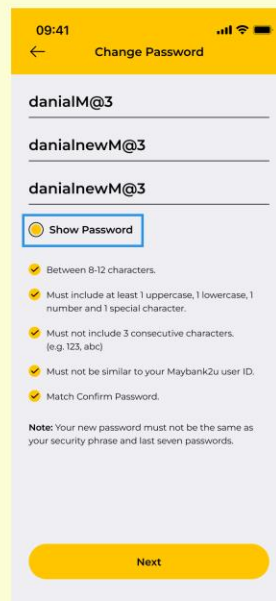 09:41
Change Password
danialM@3
danialnewM@3
danialnewM@3
Show Password
Between 8-12 characters.
Must include at least 1 uppercase, 1 lowercase, 1
number and 1 special character.
Must not include 3 consecutive characters.
(e.g. 123, abc)
Must not be similar to your Maybank2u user ID.
Match Confirm Password.
Note: Your new password must not be the same as
your security phrase and last seven passwords.
Next